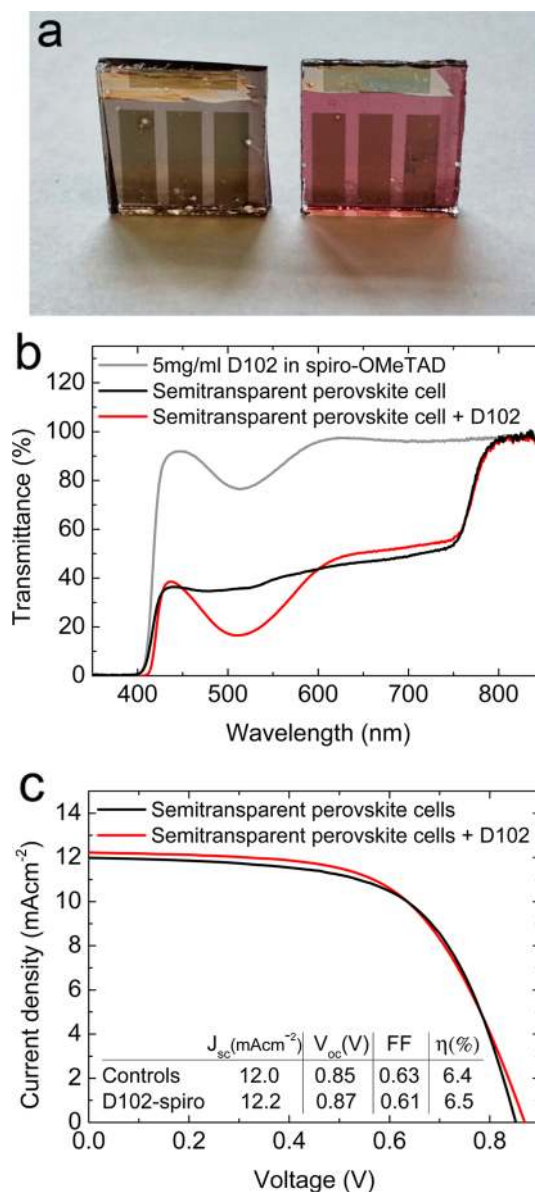 a
b
5mg/ml D102 in spiro-OMeTAD
Semitransparent perovskite cell
Semitransparent perovskite cell + D102
Transmittance (%)
120
100
80
60
40
20
0
400 500 600 700 800
Wavelength (nm)
c
Semitransparent perovskite cells
Semitransparent perovskite cells + D102
Current density (mAcm⁻²)
14
12
10
8
6
4
2
0
J_sc(mAcm⁻²) V_oc(V) FF η(%)
Controls 12.0 0.85 0.63 6.4
D102-spiro 12.2 0.87 0.61 6.5
0.0 0.2 0.4 0.6 0.8
Voltage (V)